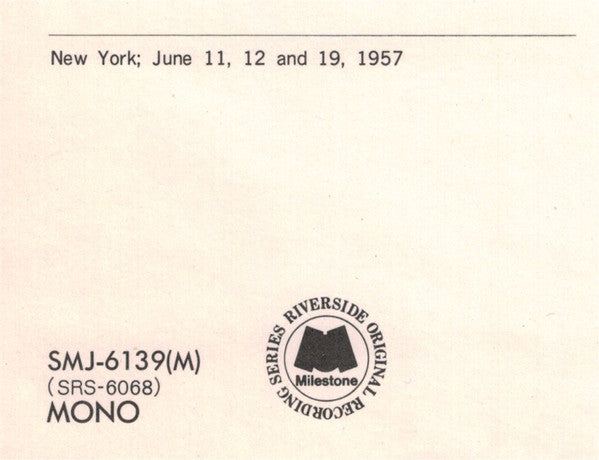 New York; June 11, 12 and 19, 1957
RIVERSIDE ORIGINAL RECORDING SERIES
Milestone
SMJ-6139(M)
(SRS-6068)
MONO